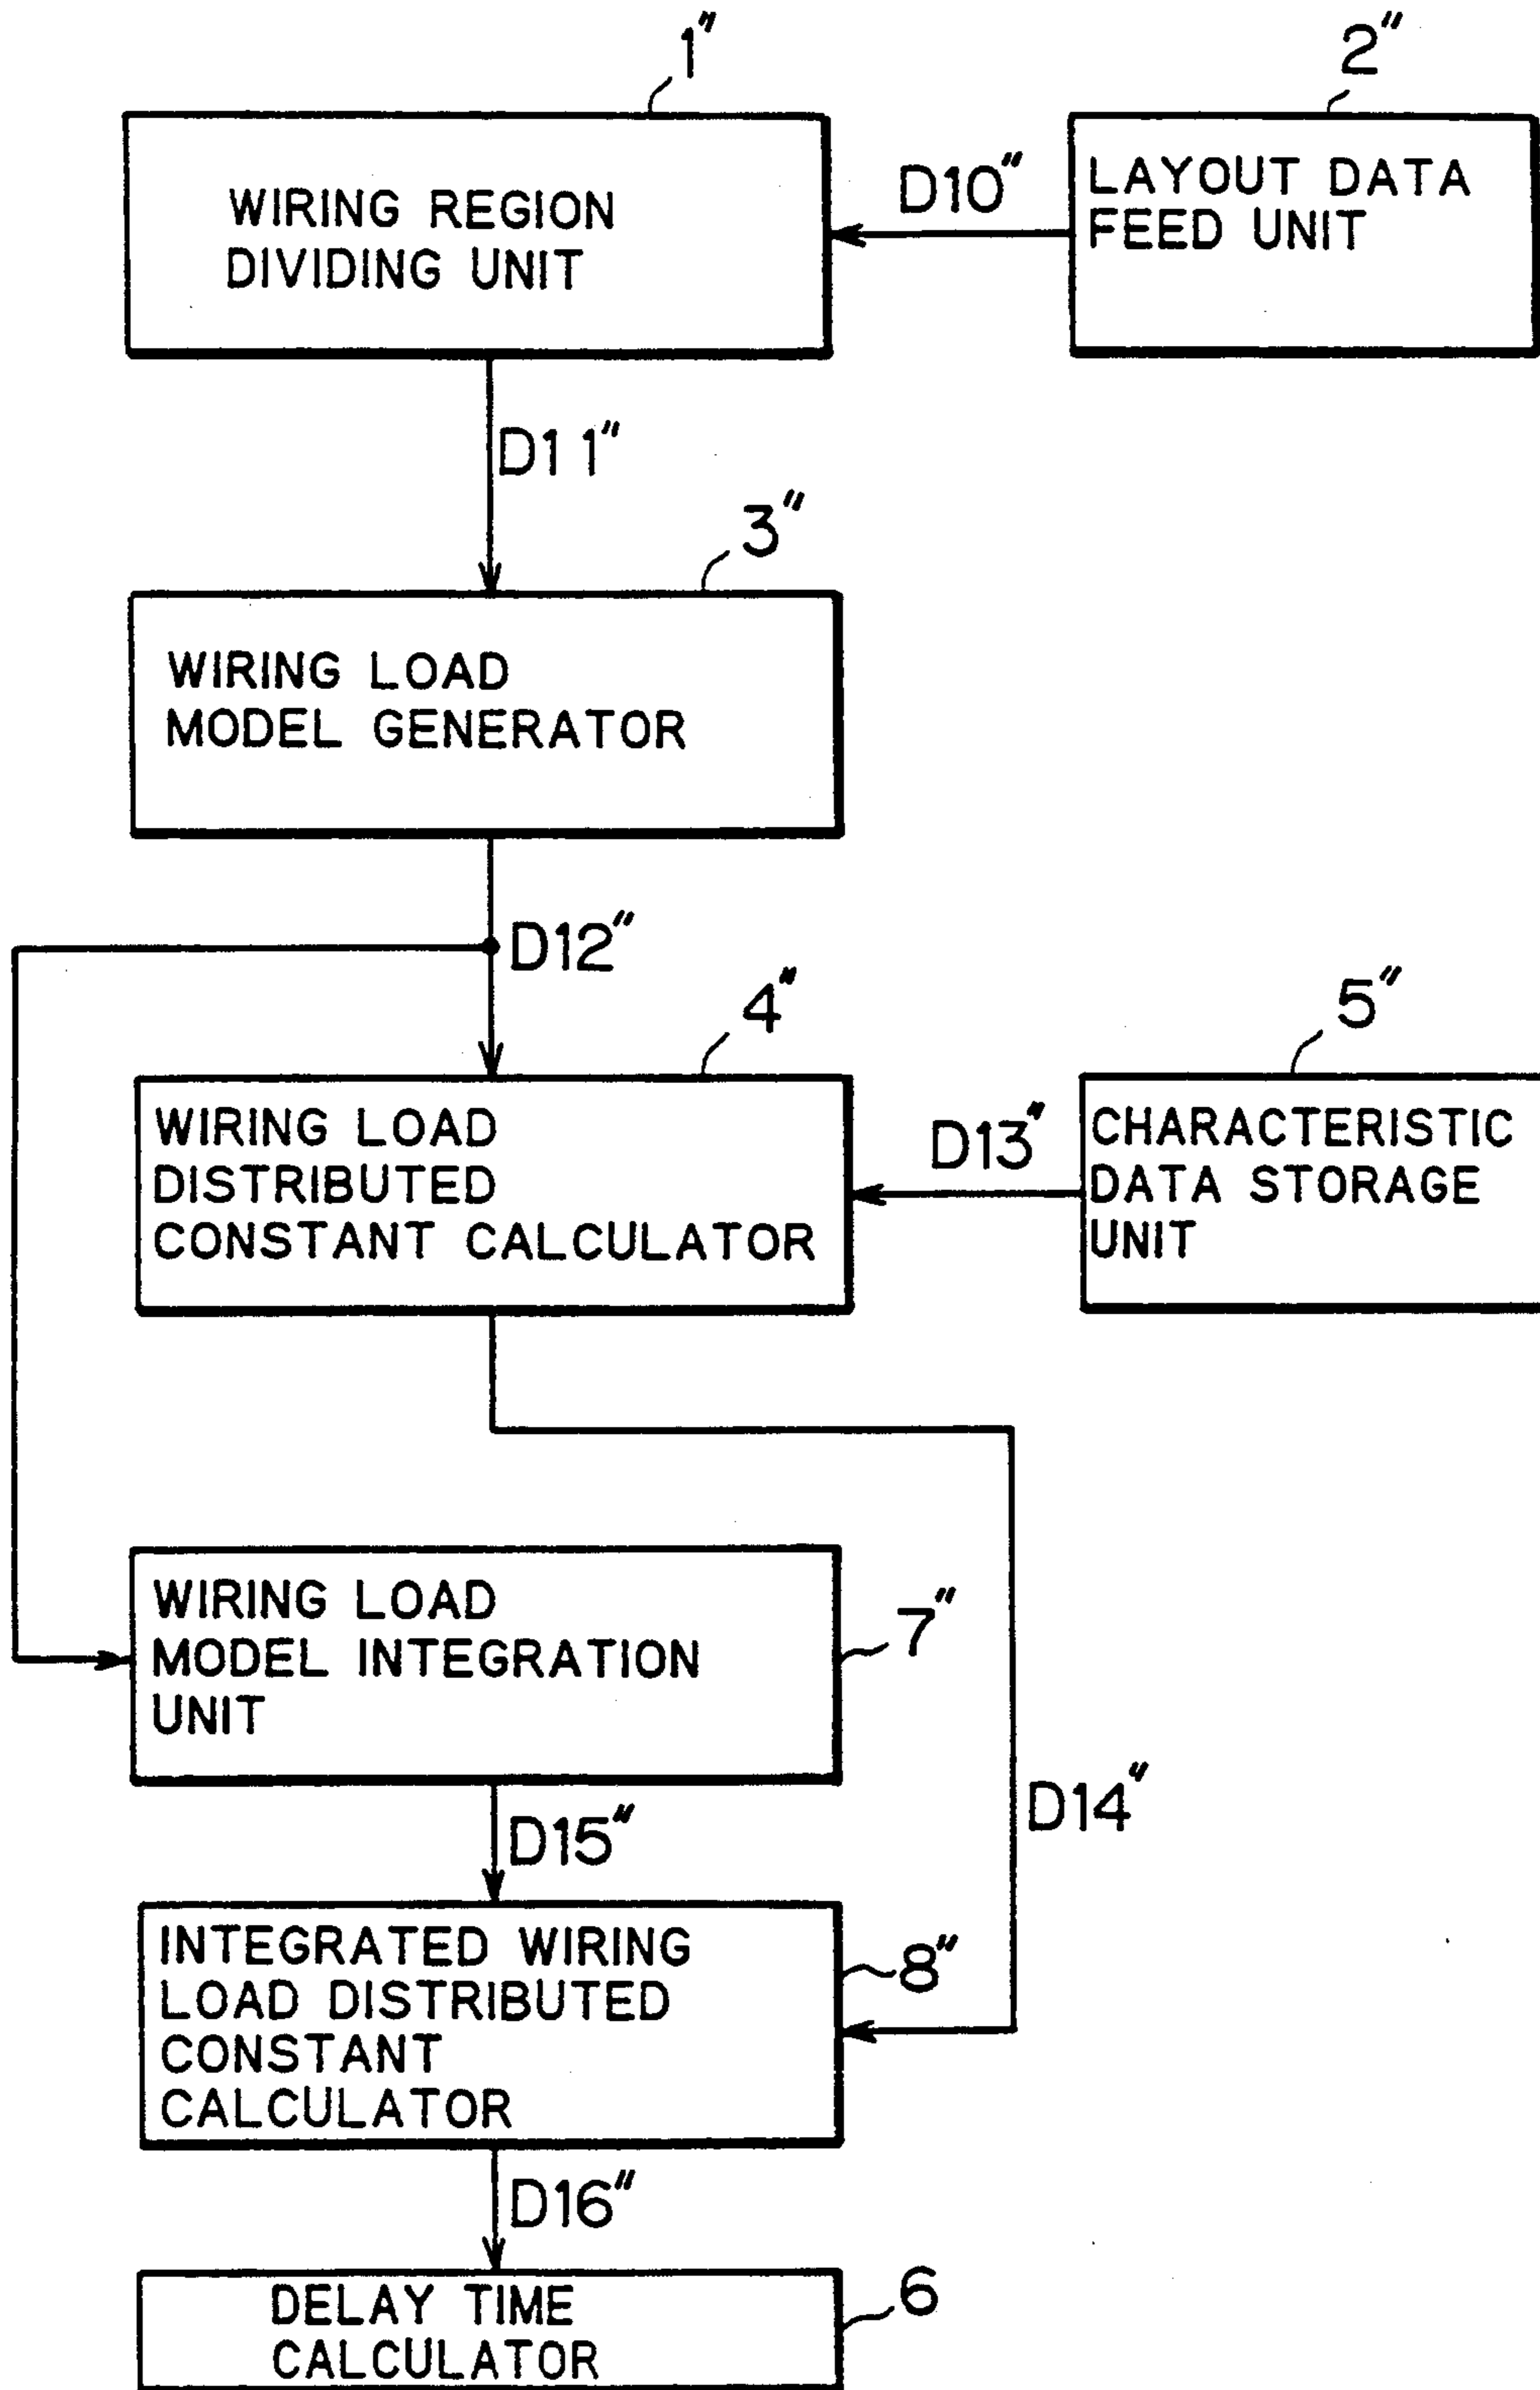 1"
2"
WIRING REGION
DIVIDING UNIT
D10"
LAYOUT DATA
FEED UNIT
D11"
3"
WIRING LOAD
MODEL GENERATOR
D12"
4"
5"
WIRING LOAD
DISTRIBUTED
CONSTANT CALCULATOR
D13"
CHARACTERISTIC
DATA STORAGE
UNIT
WIRING LOAD
MODEL INTEGRATION
UNIT
7"
D14"
D15"
INTEGRATED WIRING
LOAD DISTRIBUTED
CONSTANT
CALCULATOR
8"
D16"
DELAY TIME
CALCULATOR
6